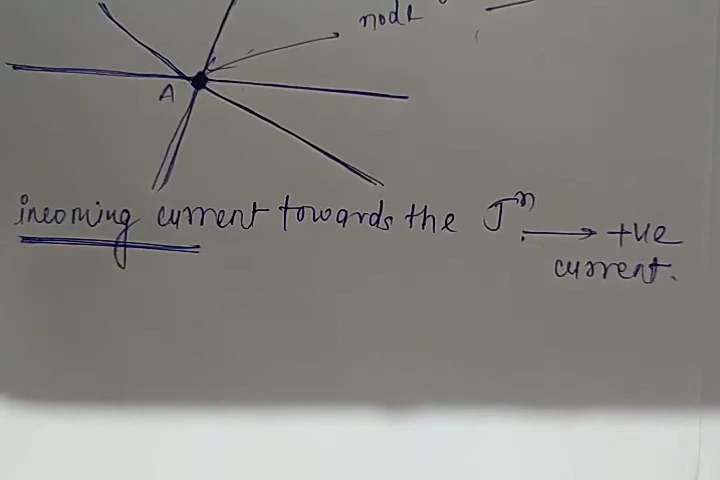 node
A
incoming current towards the Jn → +ve
current.